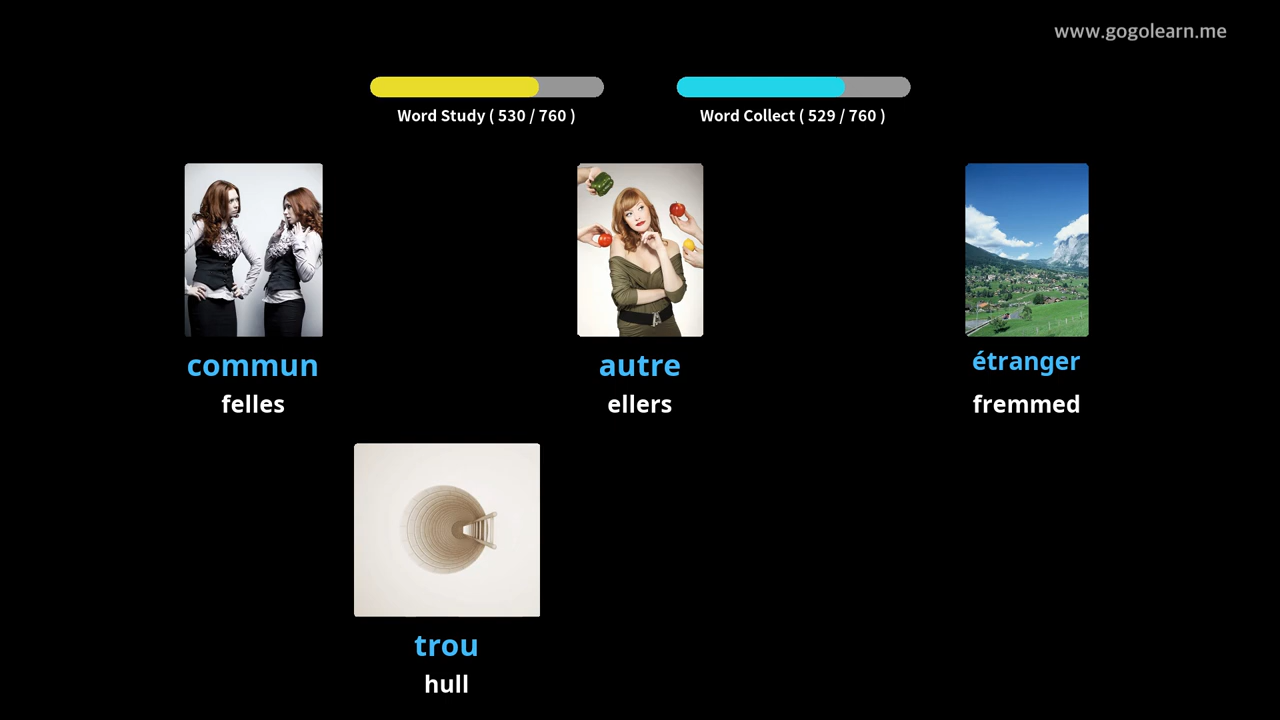 www.gogolearn.me
Word Study ( 530 / 760 )
Word Collect ( 529 / 760 )
commun
felles
autre
ellers
étranger
fremmed
trou
hull